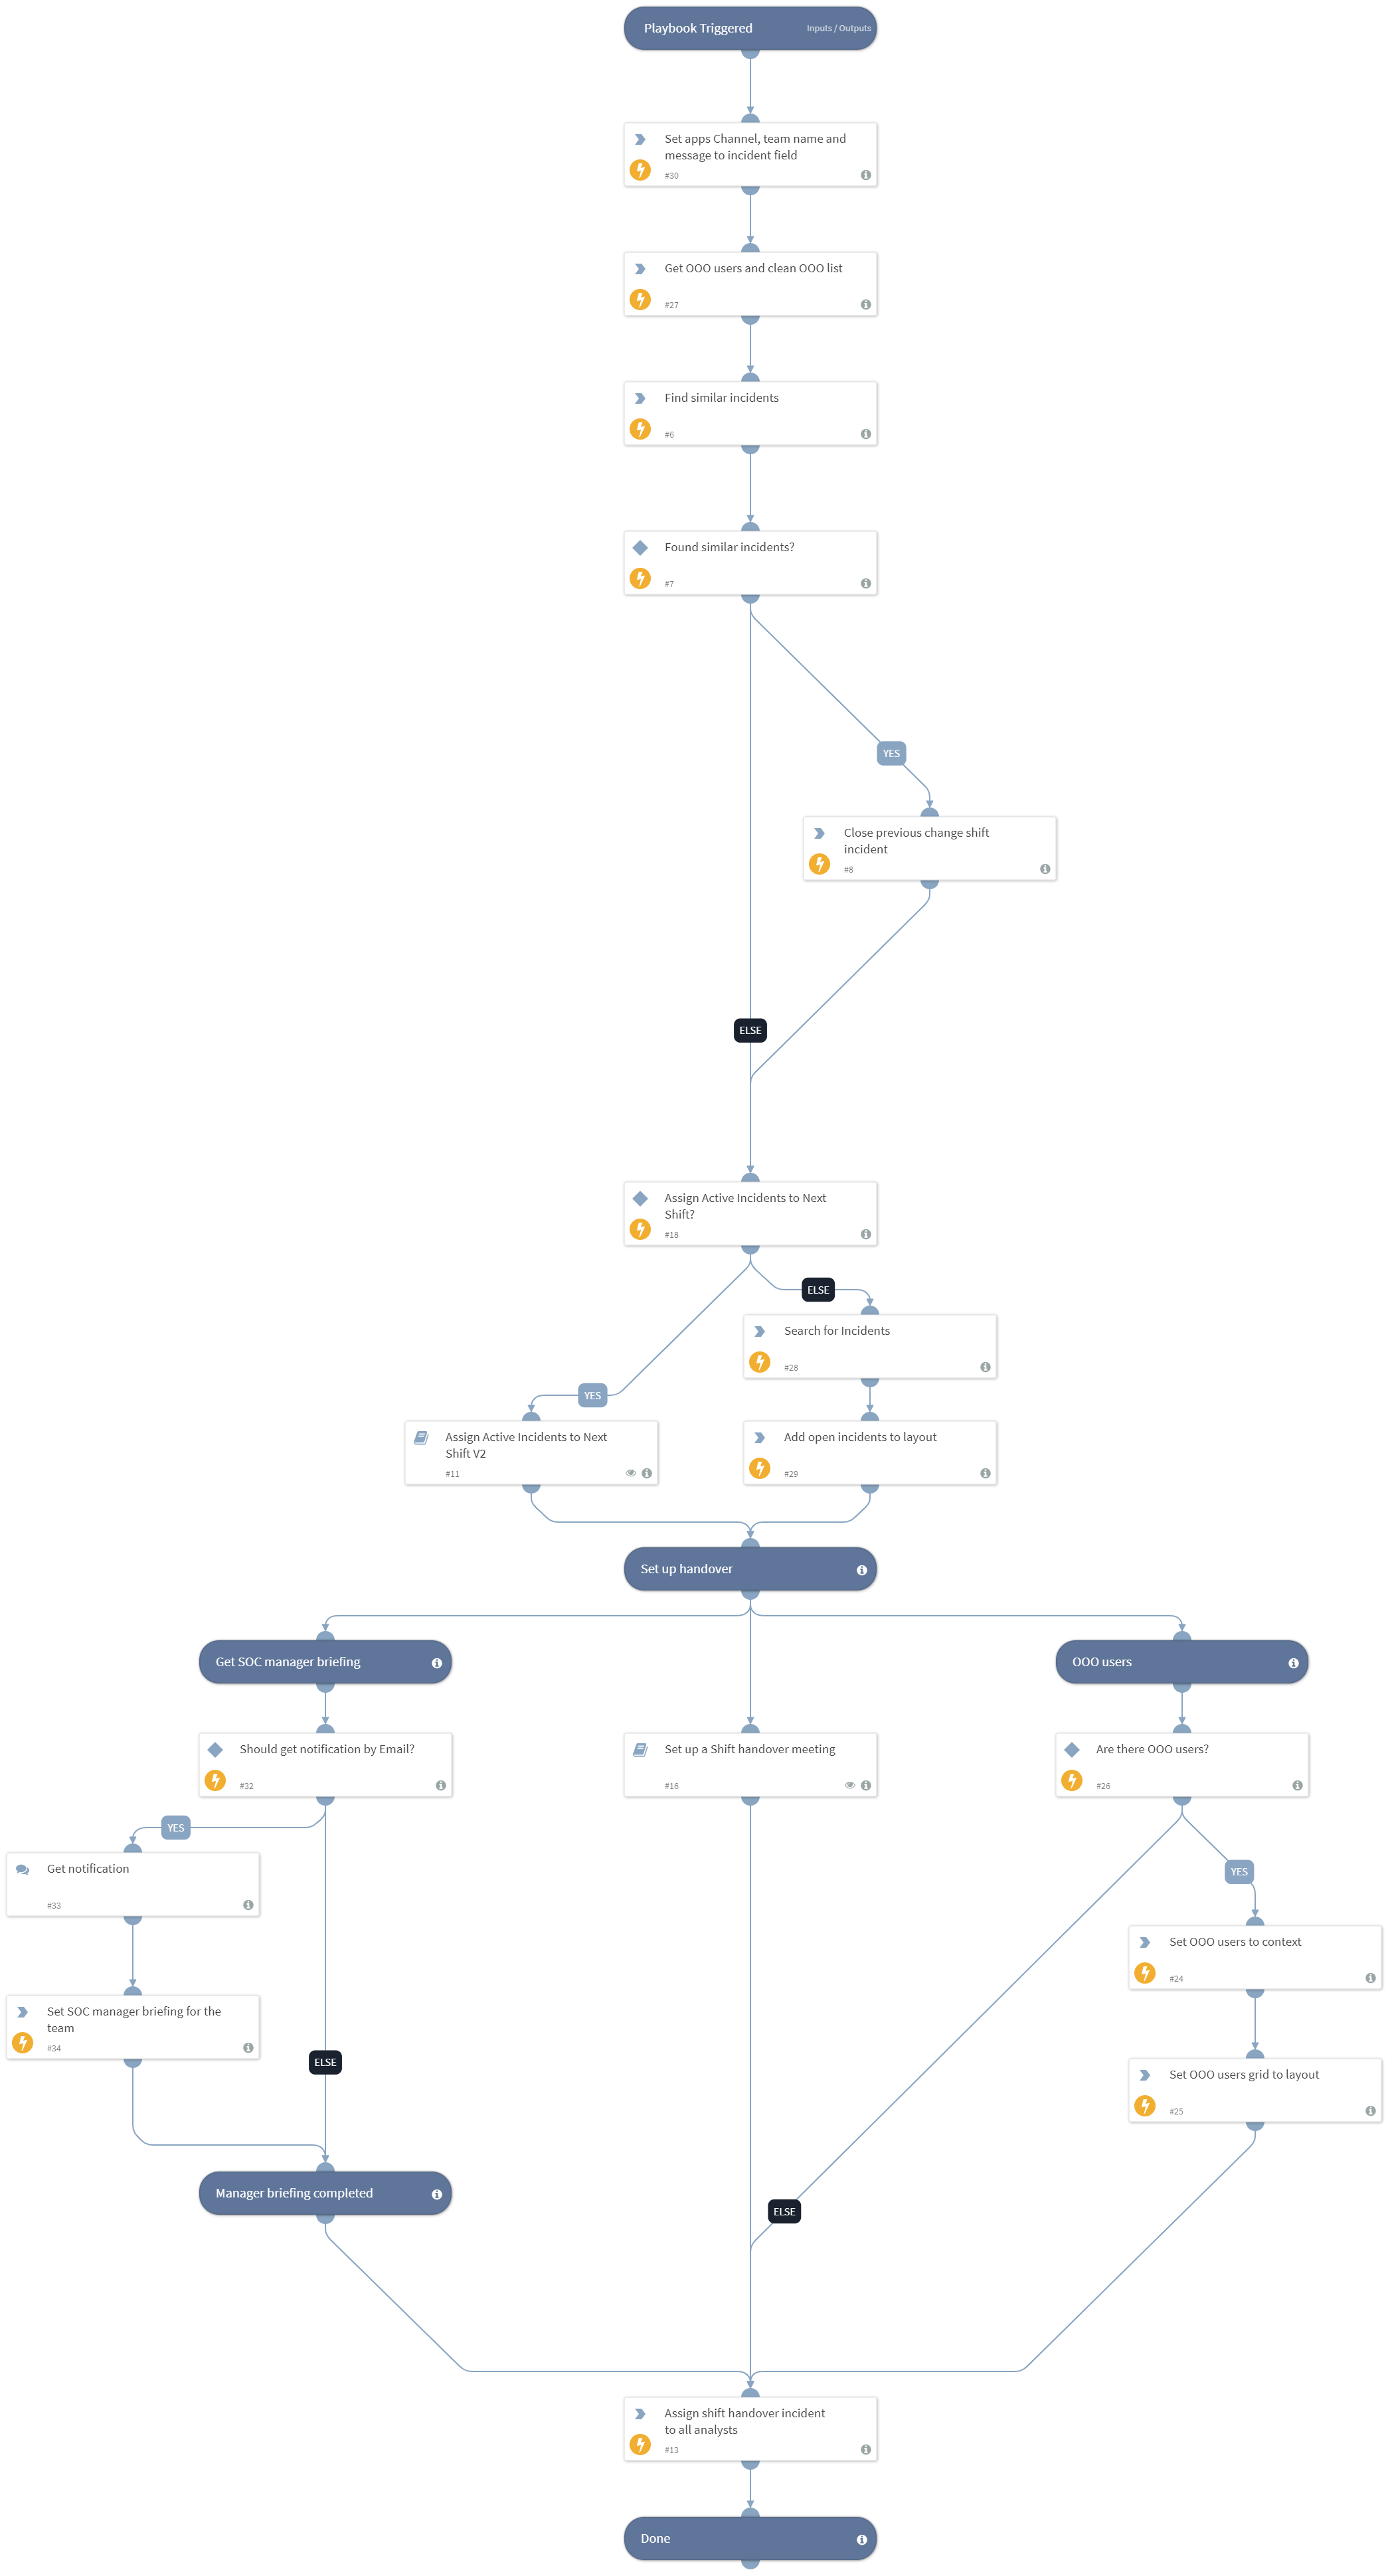 Playbook Triggered
Inputs / Outputs
Set apps Channel, team name and
message to incident field
#30
Get OOO users and clean OOO list
#27
Find similar incidents
#6
Found similar incidents?
#7
YES
Close previous change shift
incident
#8
ELSE
Assign Active Incidents to Next
Shift?
#18
ELSE
Search for Incidents
#28
YES
Assign Active Incidents to Next
Shift V2
#11
Add open incidents to layout
#29
Set up handover
Get SOC manager briefing
OOO users
Should get notification by Email?
#32
Set up a Shift handover meeting
#16
Are there OOO users?
#26
YES
Get notification
#33
YES
Set OOO users to context
#24
Set SOC manager briefing for the
team
#34
ELSE
Set OOO users grid to layout
#25
Manager briefing completed
ELSE
Assign shift handover incident
to all analysts
#13
Done